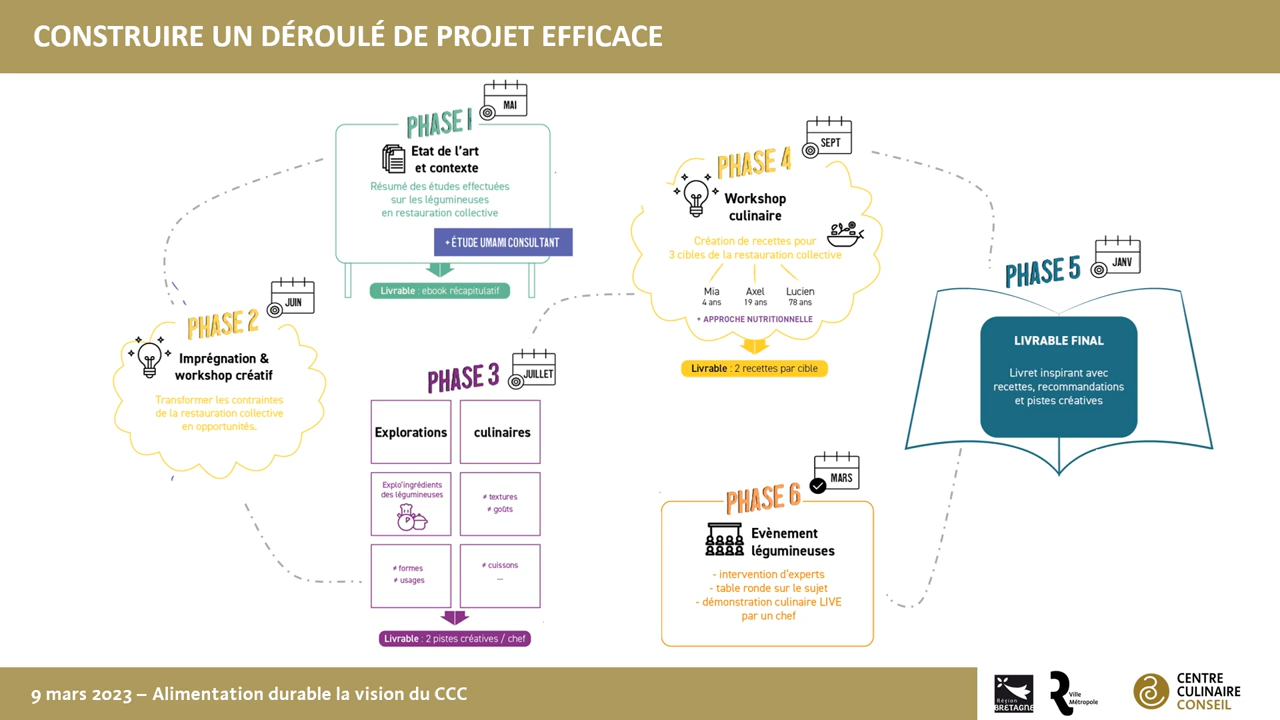 CONSTRUIRE UN DÉROULÉ DE PROJET EFFICACE
MAI
PHASE 1
Etat de l'art
et contexte
Résumé des études effectuées
sur les légumineuses
en restauration collective
+ ÉTUDE UMAMI CONSULTANT
Livrable : ebook récapitulatif
JUIN
PHASE 2
Imprégnation &
workshop créatif
Transformer les contraintes
de la restauration collective
en opportunités.
JUILLET
PHASE 3
Explorations culinaires
Explo'ingrédients
des légumineuses
≠ textures
≠ goûts
≠ formes
≠ usages
≠ cuissons
...
Livrable : 2 pistes créatives / chef
SEPT
PHASE 4
Workshop
culinaire
Création de recettes pour
3 cibles de la restauration collective
Mia Axel Lucien
4 ans 19 ans 78 ans
+ APPROCHE NUTRITIONNELLE
Livrable : 2 recettes par cible
JANV
PHASE 5
LIVRABLE FINAL
Livret inspirant avec
recettes, recommandations
et pistes créatives
MARS
PHASE 6
Evènement
légumineuses
- intervention d'experts
- table ronde sur le sujet
- démonstration culinaire LIVE
par un chef
9 mars 2023 – Alimentation durable la vision du CCC
Région
BRETAGNE
Ville
Métropole
CENTRE
CULINAIRE
CONSEIL